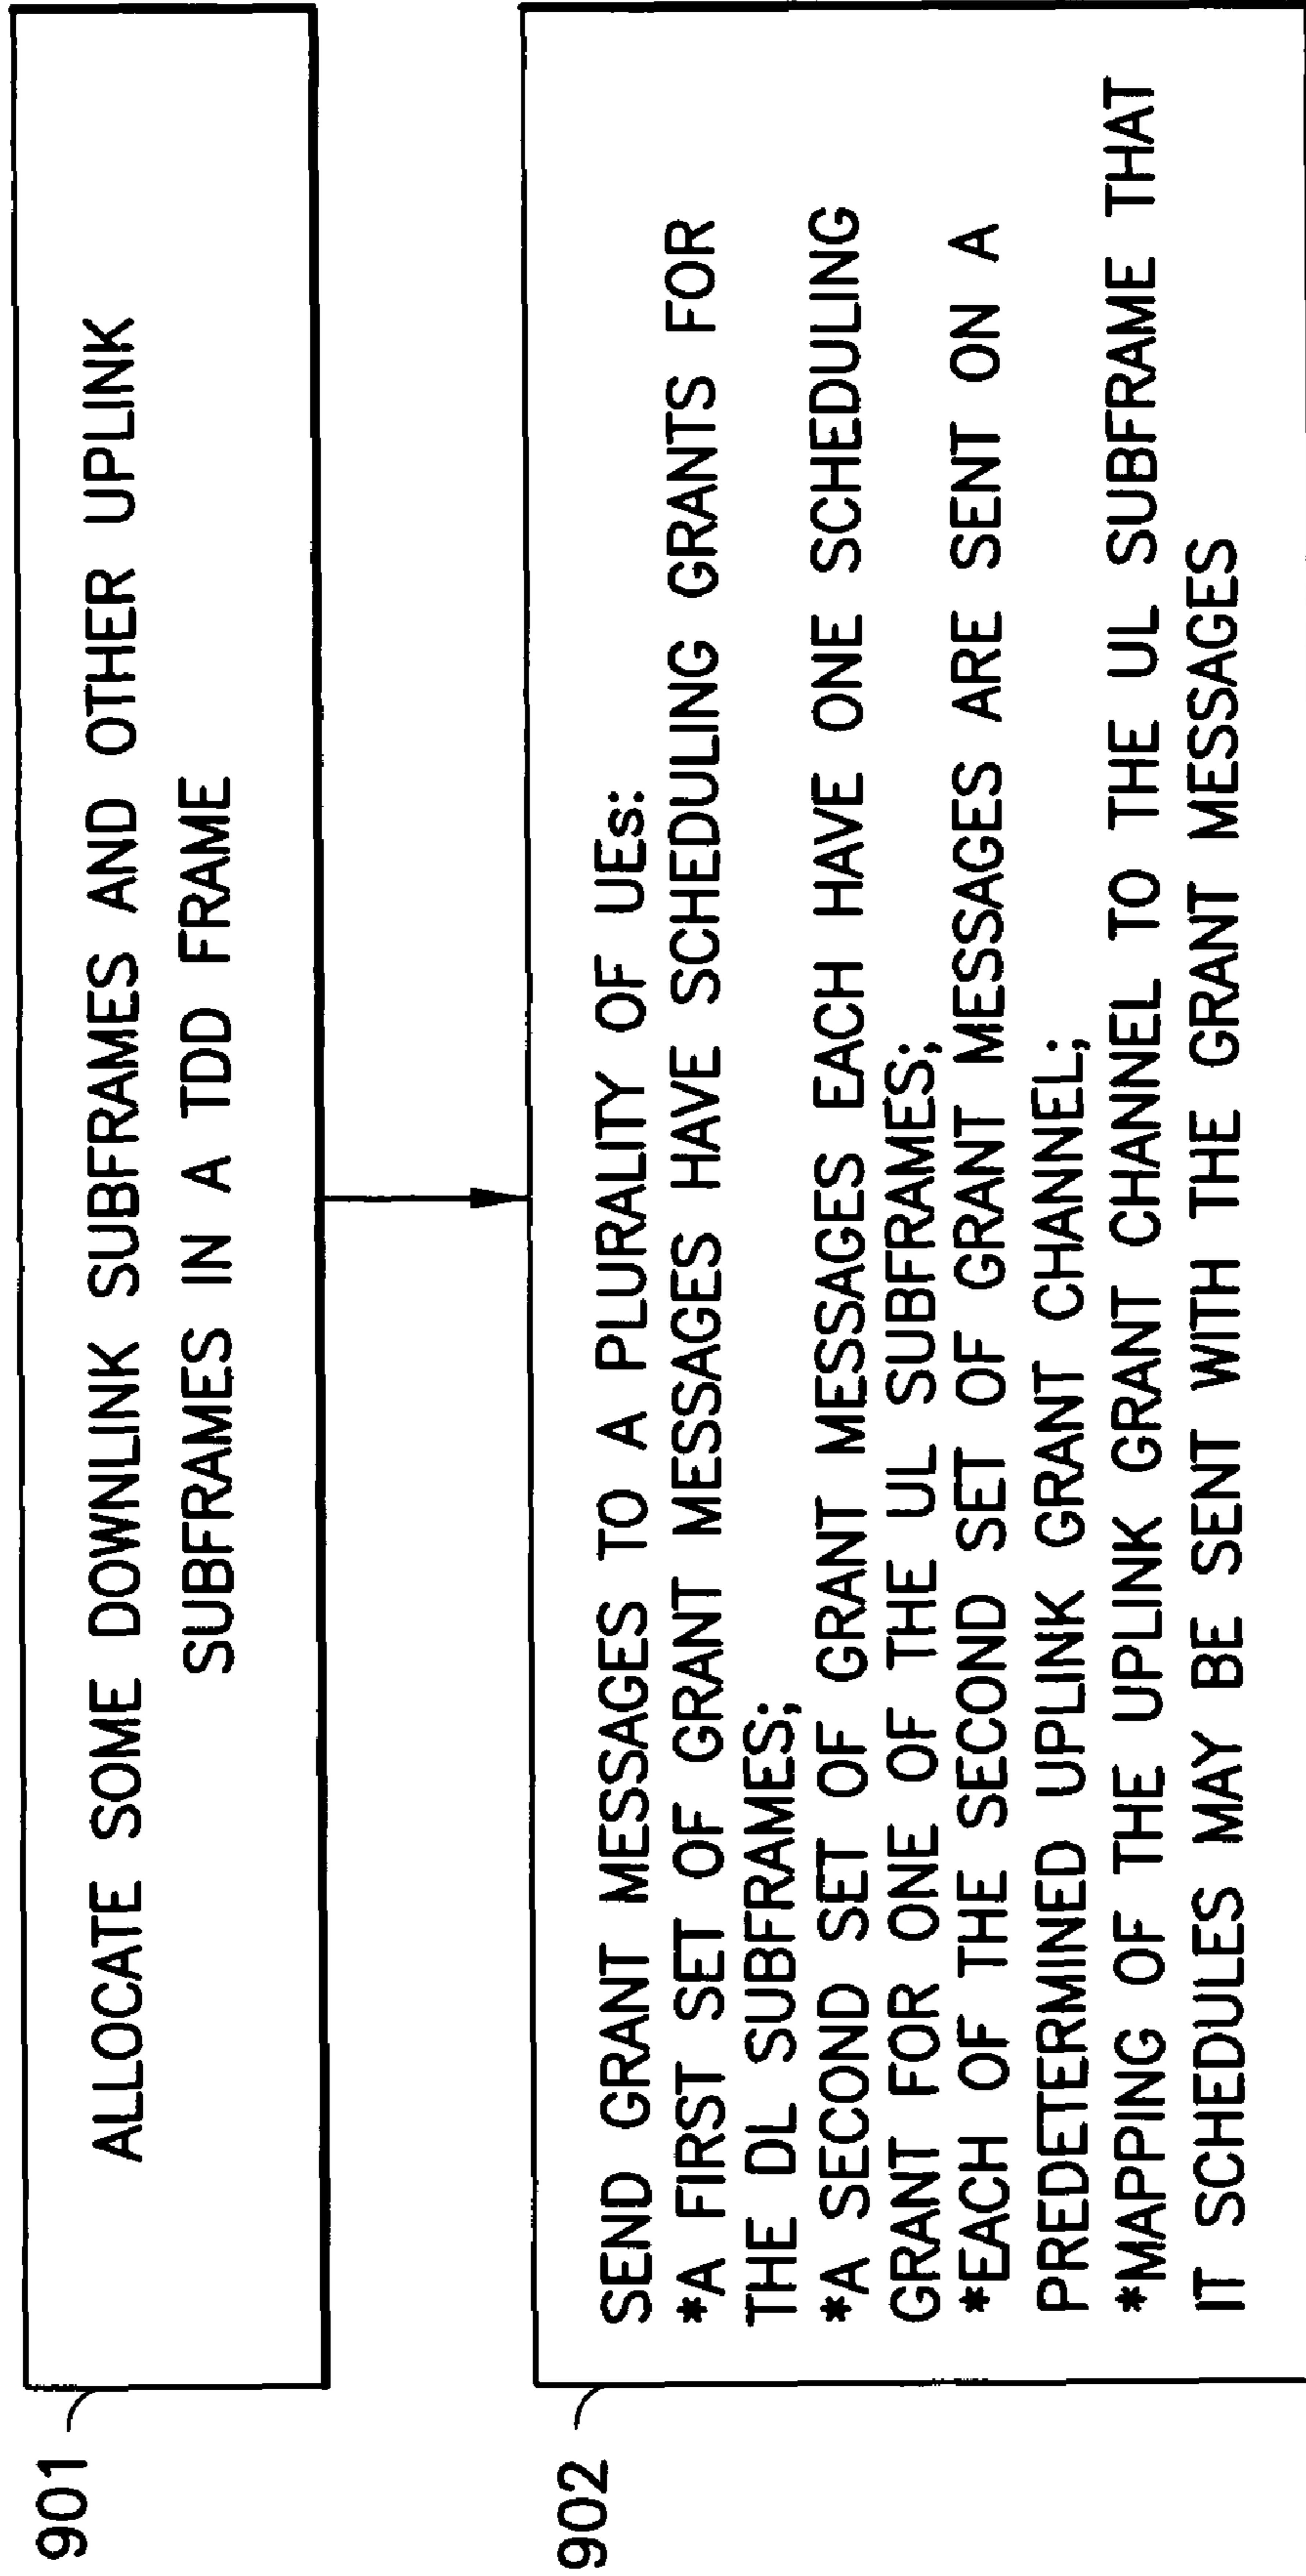 901
ALLOCATE SOME DOWNLINK SUBFRAMES AND OTHER UPLINK
SUBFRAMES IN A TDD FRAME
902
SEND GRANT MESSAGES TO A PLURALITY OF UEs:
*A FIRST SET OF GRANT MESSAGES HAVE SCHEDULING GRANTS FOR
THE DL SUBFRAMES;
*A SECOND SET OF GRANT MESSAGES EACH HAVE ONE SCHEDULING
GRANT FOR ONE OF THE UL SUBFRAMES;
*EACH OF THE SECOND SET OF GRANT MESSAGES ARE SENT ON A
PREDETERMINED UPLINK GRANT CHANNEL;
*MAPPING OF THE UPLINK GRANT CHANNEL TO THE UL SUBFRAME THAT
IT SCHEDULES MAY BE SENT WITH THE GRANT MESSAGES